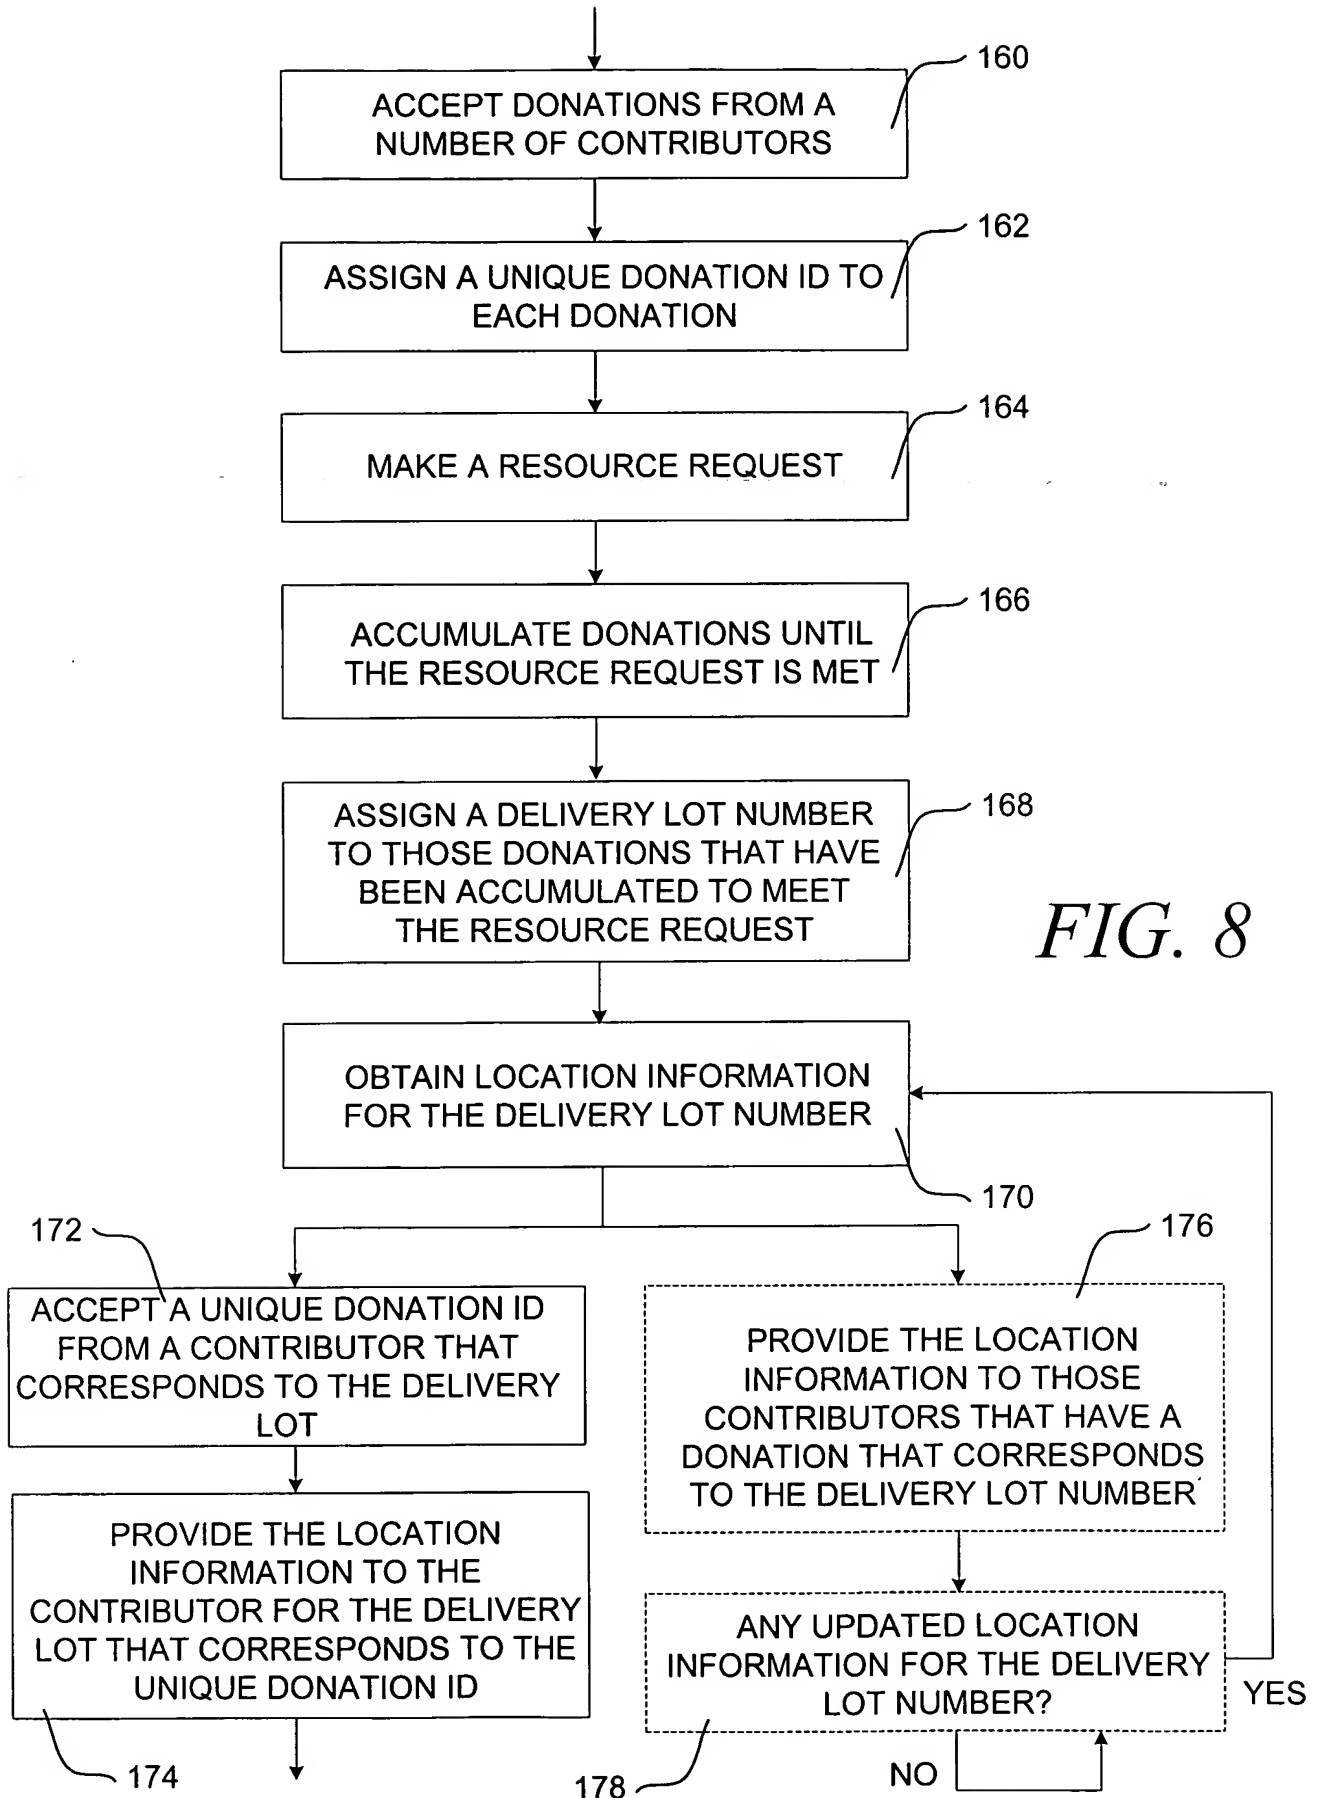 160
ACCEPT DONATIONS FROM A
NUMBER OF CONTRIBUTORS
162
ASSIGN A UNIQUE DONATION ID TO
EACH DONATION
164
MAKE A RESOURCE REQUEST
166
ACCUMULATE DONATIONS UNTIL
THE RESOURCE REQUEST IS MET
168
ASSIGN A DELIVERY LOT NUMBER
TO THOSE DONATIONS THAT HAVE
BEEN ACCUMULATED TO MEET
THE RESOURCE REQUEST
FIG. 8
OBTAIN LOCATION INFORMATION
FOR THE DELIVERY LOT NUMBER
170
172
ACCEPT A UNIQUE DONATION ID
FROM A CONTRIBUTOR THAT
CORRESPONDS TO THE DELIVERY
LOT
PROVIDE THE LOCATION
INFORMATION TO THE
CONTRIBUTOR FOR THE DELIVERY
LOT THAT CORRESPONDS TO THE
UNIQUE DONATION ID
174
176
PROVIDE THE LOCATION
INFORMATION TO THOSE
CONTRIBUTORS THAT HAVE A
DONATION THAT CORRESPONDS
TO THE DELIVERY LOT NUMBER
ANY UPDATED LOCATION
INFORMATION FOR THE DELIVERY
LOT NUMBER?
YES
178
NO